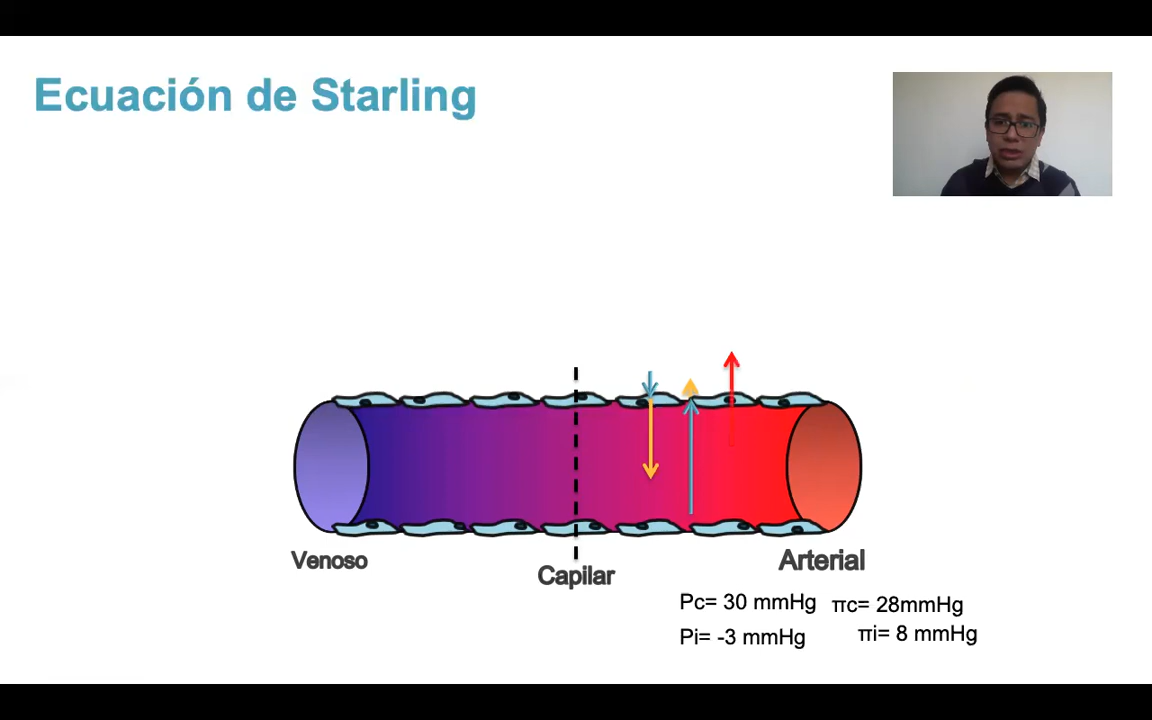 Ecuación de Starling
Venoso
Capilar
Arterial
Pc= 30 mmHg πc= 28mmHg
Pi= -3 mmHg πi= 8 mmHg